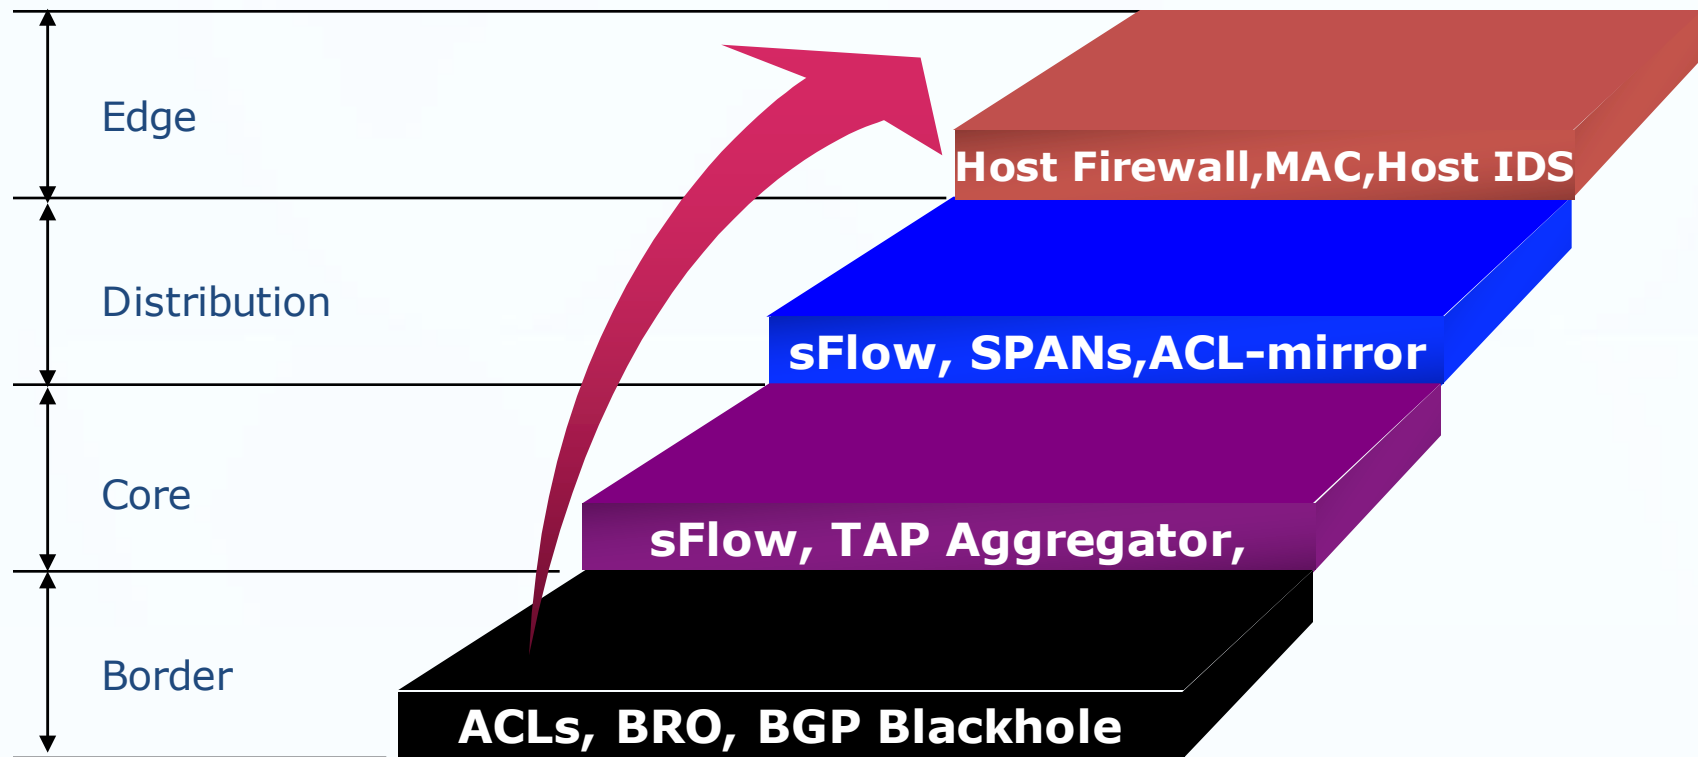 Edge
Host Firewall,MAC,Host IDS
Distribution
sFlow, SPANs,ACL-mirror
Core
sFlow, TAP Aggregator,
Border
ACLs, BRO, BGP Blackhole